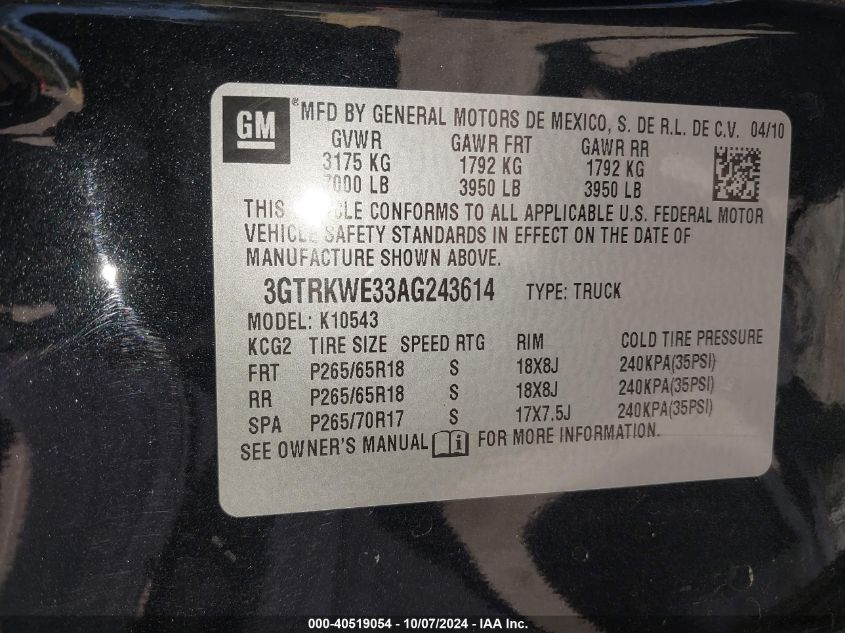 GM ® MFD BY GENERAL MOTORS DE MEXICO, S. DE R.L. DE C.V. 04/10
GVWR GAWR FRT GAWR RR
3175 KG 1792 KG 1792 KG
7000 LB 3950 LB 3950 LB
THIS CONFORMS TO ALL APPLICABLE U.S. FEDERAL MOTOR
VEHICLE SAFETY STANDARDS IN EFFECT ON THE DATE OF
MANUFACTURE SHOWN ABOVE.
3GTRKWE33AG243614 TYPE: TRUCK
MODEL: K10543
KCG2 TIRE SIZE SPEED RTG RIM COLD TIRE PRESSURE
FRT P265/65R18 S 18X8J 240KPA(35PSI)
RR P265/65R18 S 18X8J 240KPA(35PSI)
SPA P265/70R17 S 17X7.5J 240KPA(35PSI)
SEE OWNER'S MANUAL i FOR MORE INFORMATION.
000-40519054 - 10/07/2024 - IAA Inc.